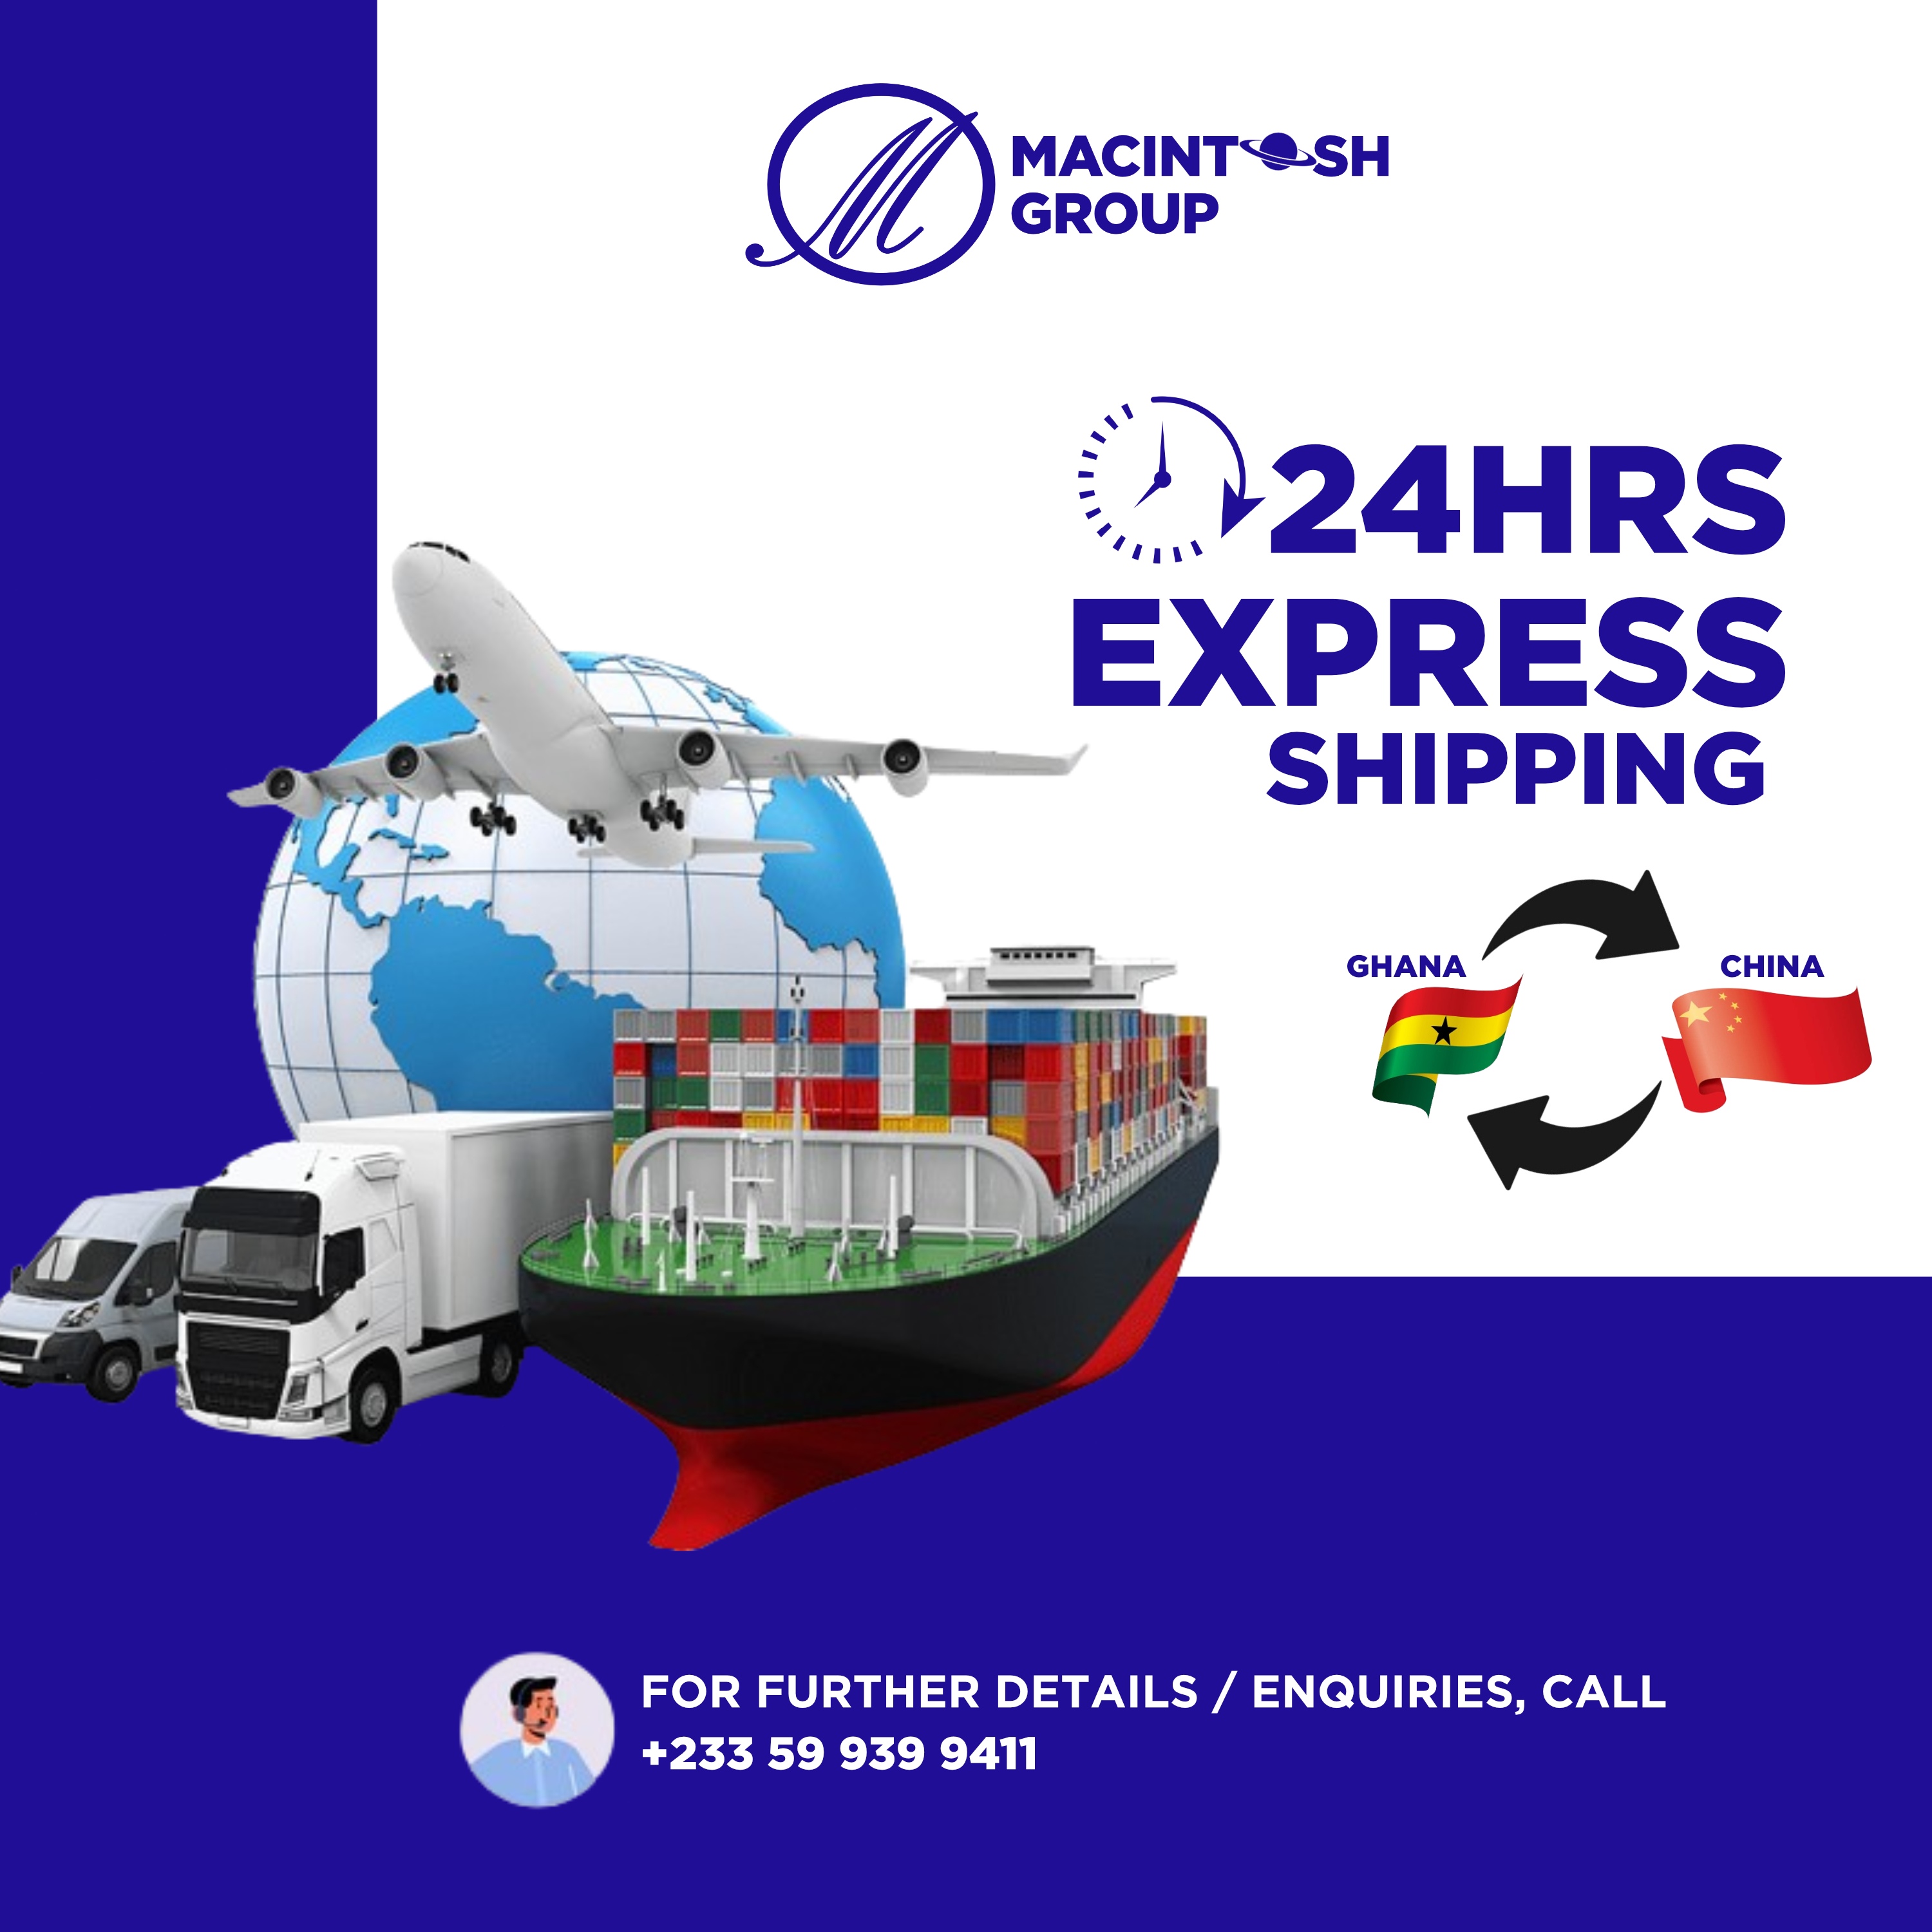 M
MACINTOSH
GROUP
24HRS
EXPRESS
SHIPPING
GHANA
CHINA
FOR FURTHER DETAILS / ENQUIRIES, CALL
+233 59 939 9411